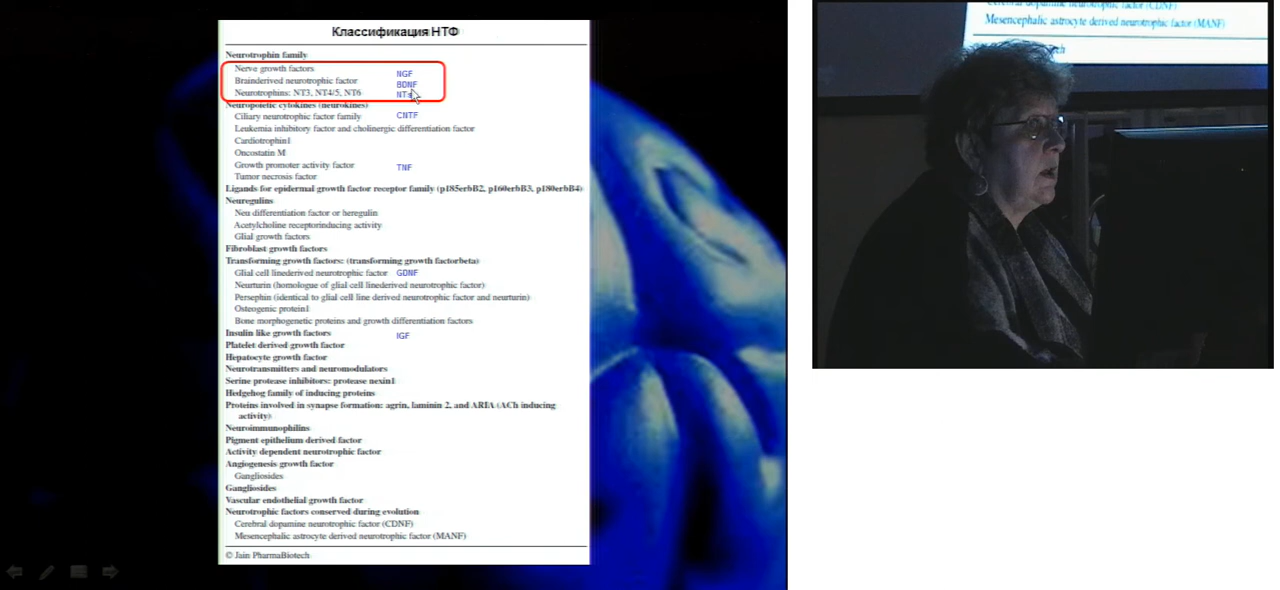 Классификация НТФ
Neurotrophin family
Nerve growth factors
NGF
Brainderived neurotrophic factor
BDNF
Neurotrophins: NT3, NT4/5, NT6
Neuropoietic cytokines (neurokines)
Ciliary neurotrophic factor family
CNTF
Leukemia inhibitory factor and cholinergic differentiation factor
Cardiotrophin1
Oncostatin M
Growth promoter activity factor
TNF
Tumor necrosis factor
Ligands for epidermal growth factor receptor family (p185erbB2, p160erbB3, p180erbB4)
Neuregulins
Neu differentiation factor or heregulin
Acetylcholine receptorinducing activity
Glial growth factors
Fibroblast growth factors
Transforming growth factors: (transforming growth factorbeta)
Glial cell linederived neurotrophic factor
GDNF
Neurturin (homologue of glial cell linederived neurotrophic factor)
Persephin (identical to glial cell line derived neurotrophic factor and neurturin)
Osteogenic protein1
Bone morphogenetic proteins and growth differentiation factors
Insulin like growth factors
IGF
Platelet derived growth factor
Hepatocyte growth factor
Neurotransmitters and neuromodulators
Serine protease inhibitors: protease nexin1
Hedgehog family of inducing proteins
Proteins involved in synapse formation: agrin, laminin 2, and ARIA (ACh inducing
activity)
Neuroimmunophilins
Pigment epithelium derived factor
Activity dependent neurotrophic factor
Angiogenesis growth factor
Gangliosides
Gangliosides
Vascular endothelial growth factor
Neurotrophic factors conserved during evolution
Cerebral dopamine neurotrophic factor (CDNF)
Mesencephalic astrocyte derived neurotrophic factor (MANF)
© Jain PharmaBiotech
Cerebral dopamine neurotrophic factor (CDNF)
Mesencephalic astrocyte derived neurotrophic factor (MANF)